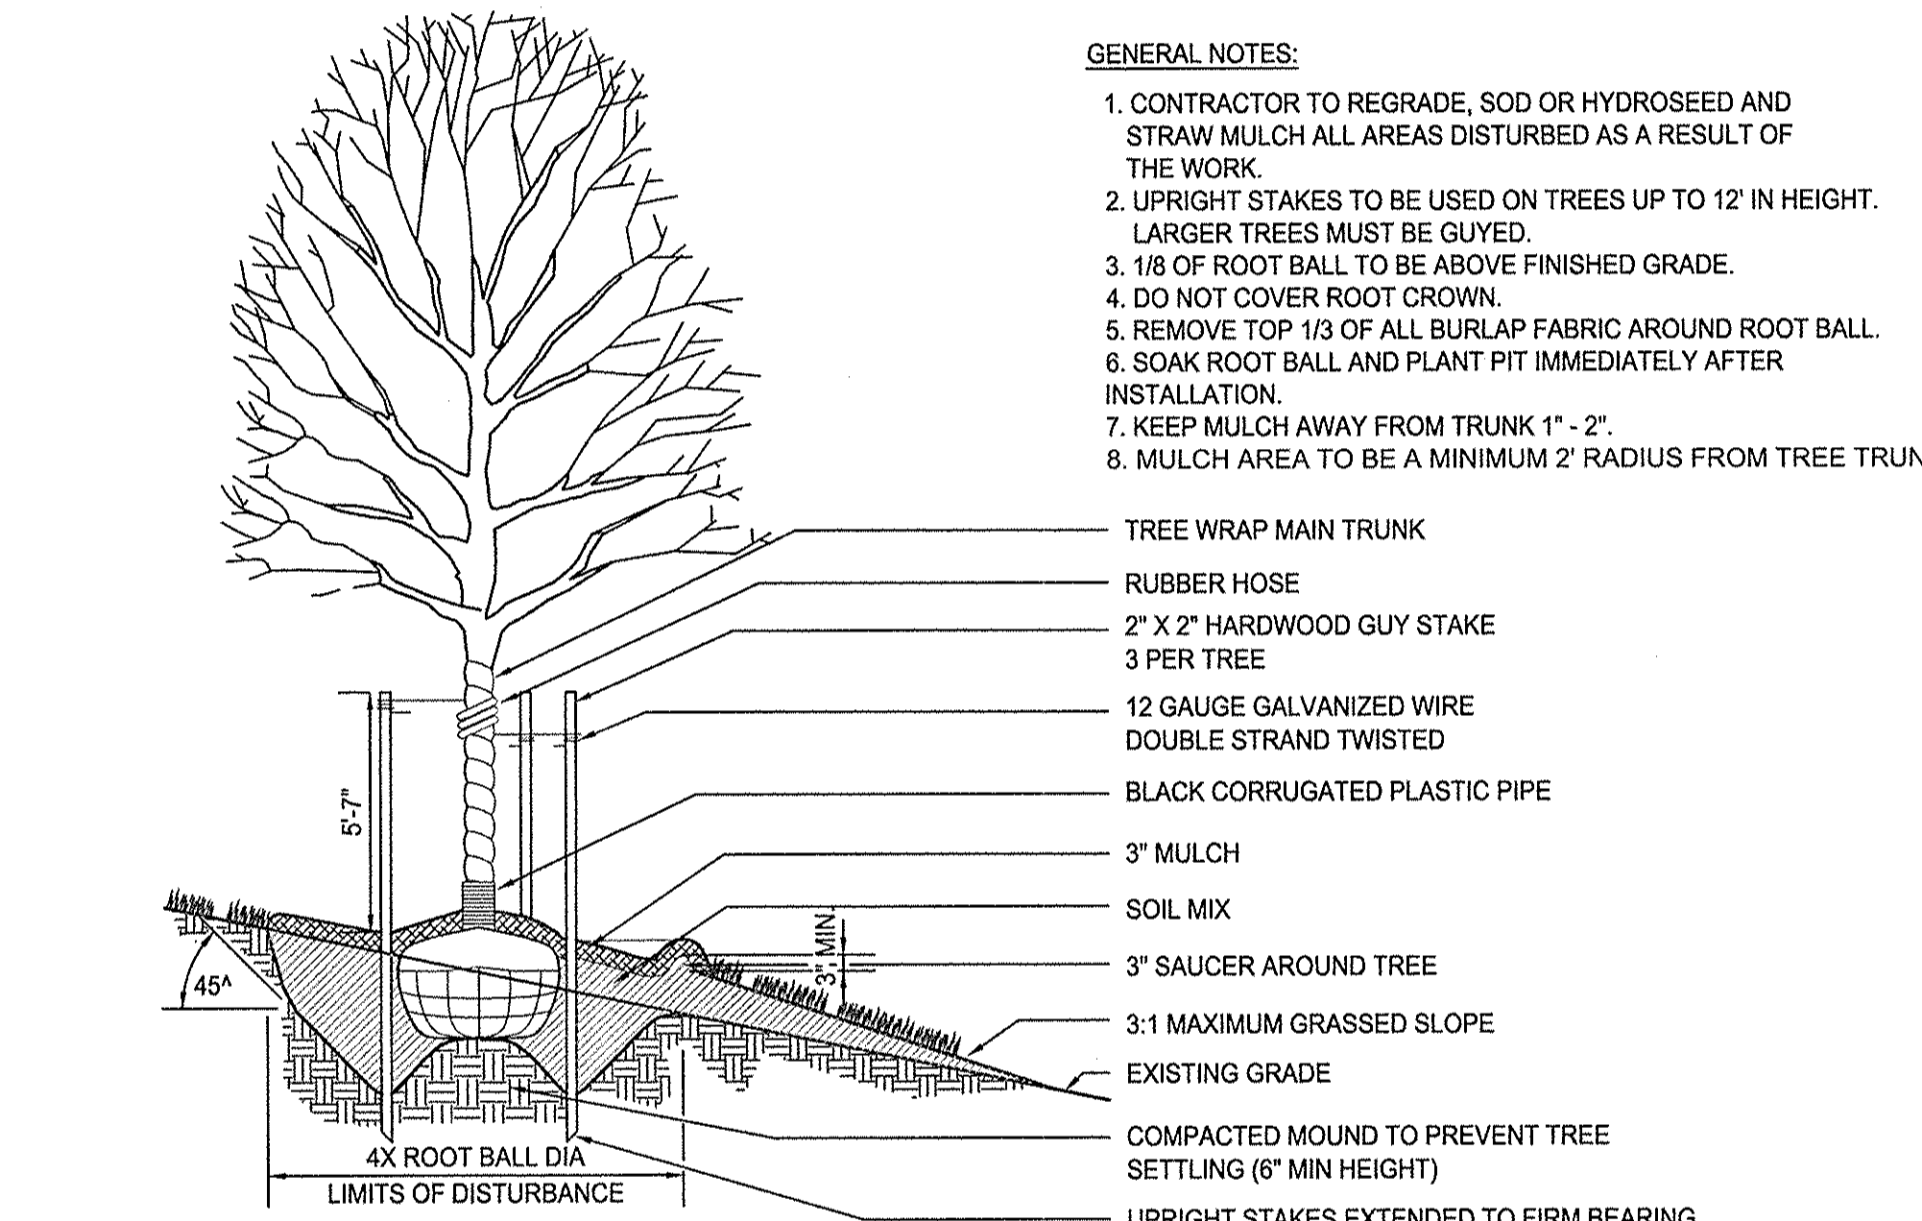 GENERAL NOTES:
1. CONTRACTOR TO REGRADE, SOD OR HYDROSEED AND
STRAW MULCH ALL AREAS DISTURBED AS A RESULT OF
THE WORK.
2. UPRIGHT STAKES TO BE USED ON TREES UP TO 12' IN HEIGHT.
LARGER TREES MUST BE GUYED.
3. 1/8 OF ROOT BALL TO BE ABOVE FINISHED GRADE.
4. DO NOT COVER ROOT CROWN.
5. REMOVE TOP 1/3 OF ALL BURLAP FABRIC AROUND ROOT BALL.
6. SOAK ROOT BALL AND PLANT PIT IMMEDIATELY AFTER
INSTALLATION.
7. KEEP MULCH AWAY FROM TRUNK 1" - 2".
8. MULCH AREA TO BE A MINIMUM 2' RADIUS FROM TREE TRUN
TREE WRAP MAIN TRUNK
RUBBER HOSE
2" X 2" HARDWOOD GUY STAKE
3 PER TREE
12 GAUGE GALVANIZED WIRE
DOUBLE STRAND TWISTED
BLACK CORRUGATED PLASTIC PIPE
3" MULCH
SOIL MIX
3" SAUCER AROUND TREE
3:1 MAXIMUM GRASSED SLOPE
EXISTING GRADE
COMPACTED MOUND TO PREVENT TREE
SETTLING (6" MIN HEIGHT)
UPRIGHT STAKES EXTENDED TO FIRM BEARING
5'-7"
3" MIN.
45^
4X ROOT BALL DIA
LIMITS OF DISTURBANCE